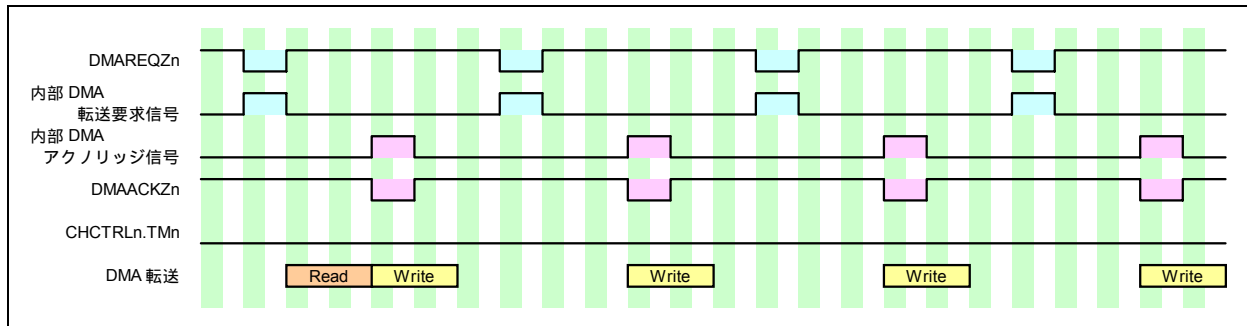 DMAREQZn
内部 DMA
転送要求信号
内部 DMA
アクノリッジ信号
DMAACKZn
CHCTRLn.TMn
DMA 転送
Read Write Write Write Write